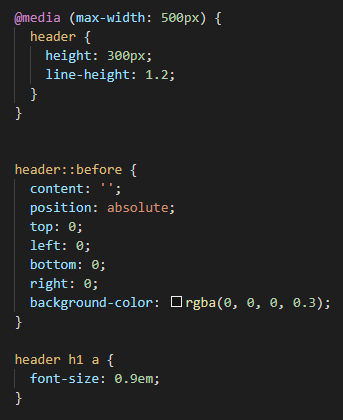 @media (max-width: 500px) {
  header {
    height: 300px;
    line-height: 1.2;
  }
}
header::before {
  content: '';
  position: absolute;
  top: 0;
  left: 0;
  bottom: 0;
  right: 0;
  background-color: rgba(0, 0, 0, 0.3);
}
header h1 a {
  font-size: 0.9em;
}